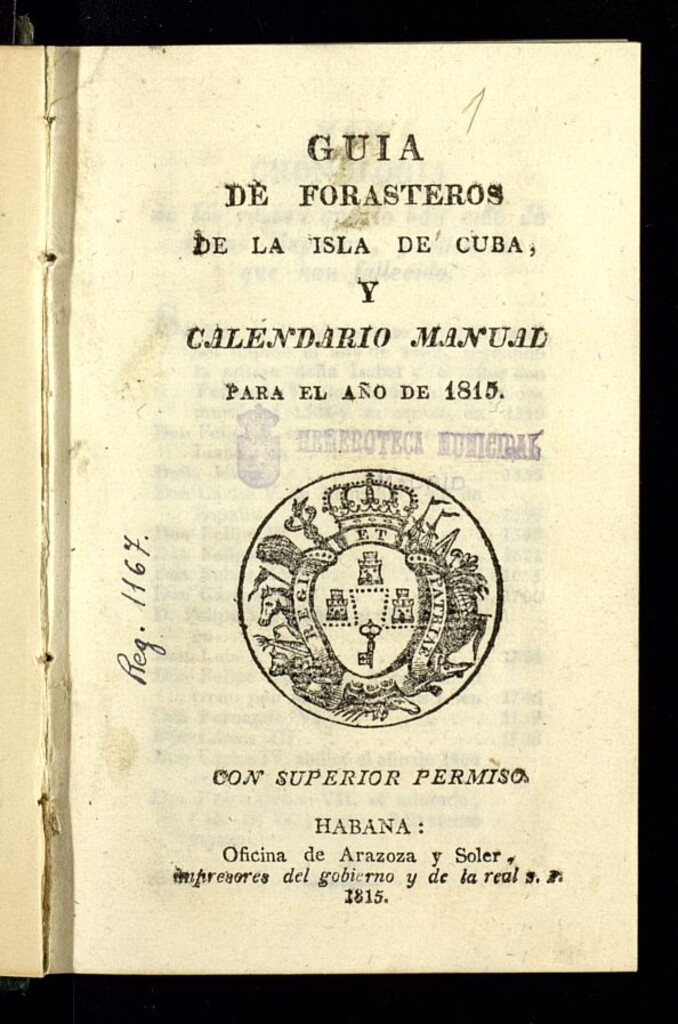 1
GUIA
DE FORASTEROS
DE LA ISLA DE CUBA,
Y
CALENDARIO MANUAL
PARA EL AÑO DE 1815.
HEMEROTECA MUNICIPAL
REGI ET PATRIAE
Reg. 1167.
CON SUPERIOR PERMISO.
HABANA:
Oficina de Arazoza y Soler,
impresores del gobierno y de la real s. p.
1815.